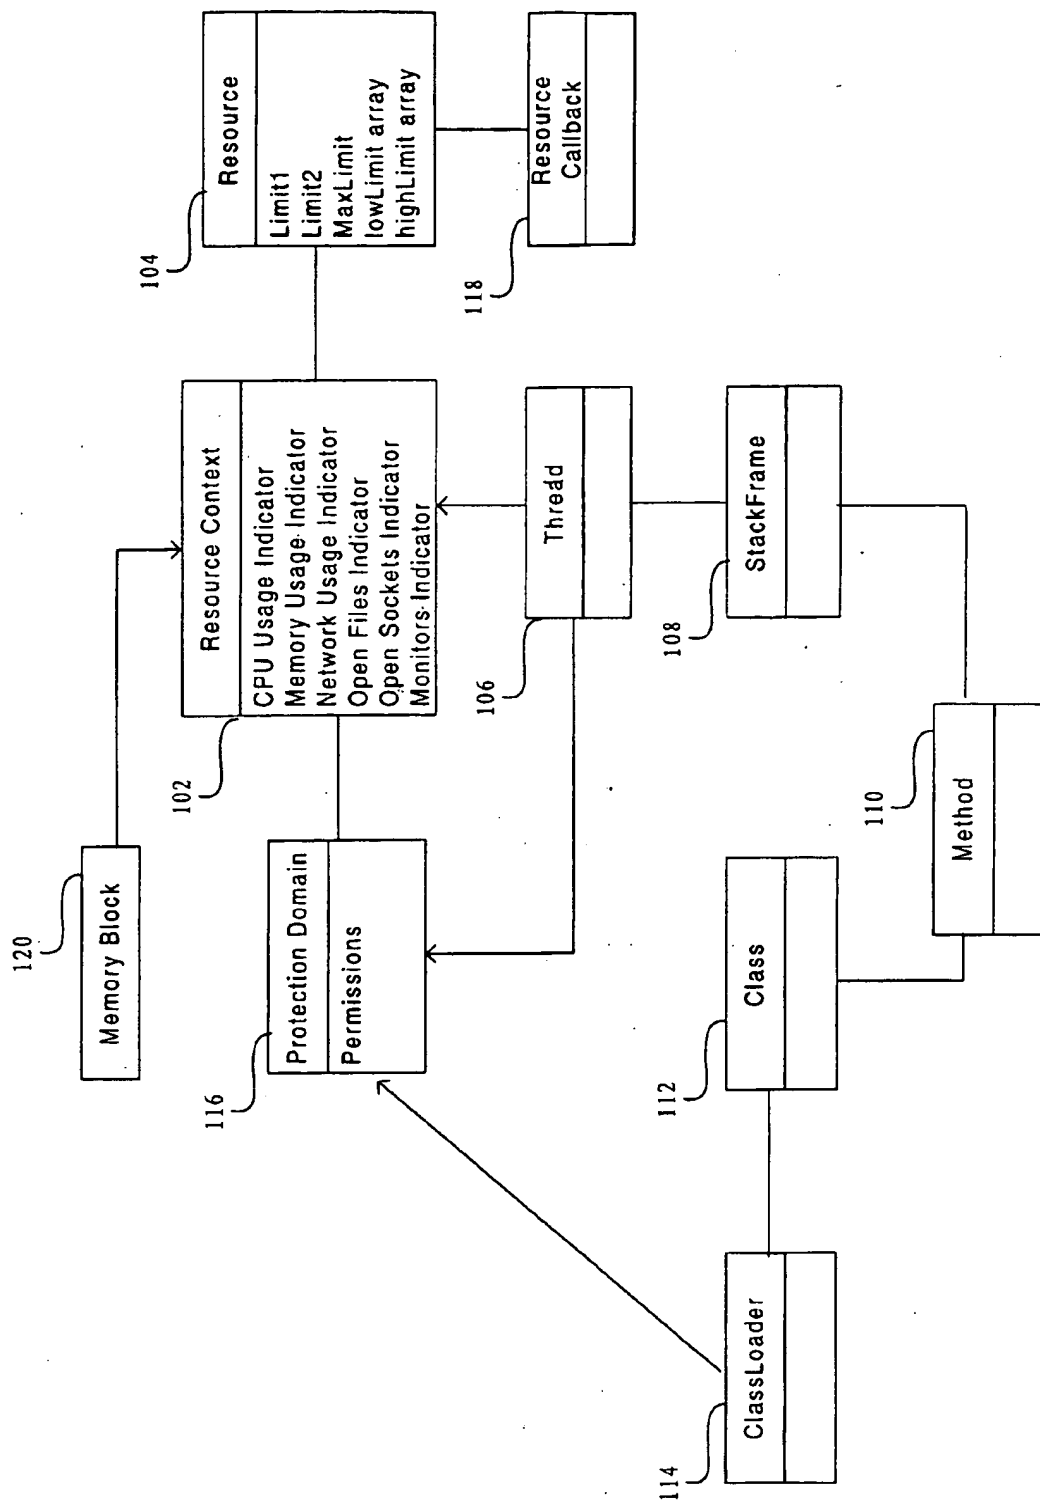 120
Memory Block
102
Resource Context
CPU Usage Indicator
Memory Usage Indicator
Network Usage Indicator
Open Files Indicator
Open Sockets Indicator
Monitors Indicator
104
Resource
Limit1
Limit2
MaxLimit
lowLimit array
highLimit array
116
Protection Domain
Permissions
106
Thread
118
Resource
Callback
114
ClassLoader
112
Class
108
StackFrame
110
Method